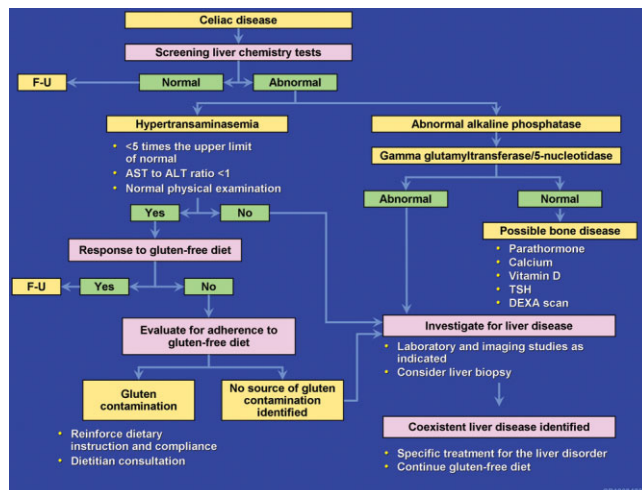 Celiac disease
Screening liver chemistry tests
F-U
Normal
Abnormal
Hypertransaminasemia
• <5 times the upper limit
of normal
• AST to ALT ratio <1
• Normal physical examination
Abnormal alkaline phosphatase
Gamma glutamyltransferase/5-nucleotidase
Abnormal
Normal
Possible bone disease
• Parathormone
• Calcium
• Vitamin D
• TSH
• DEXA scan
Yes
No
Response to gluten-free diet
F-U
Yes
No
Evaluate for adherence to
gluten-free diet
Gluten
contamination
• Reinforce dietary
instruction and compliance
• Dietitian consultation
No source of gluten
contamination
identified
Investigate for liver disease
• Laboratory and imaging studies as
indicated
• Consider liver biopsy
Coexistent liver disease identified
• Specific treatment for the liver disorder
• Continue gluten-free diet